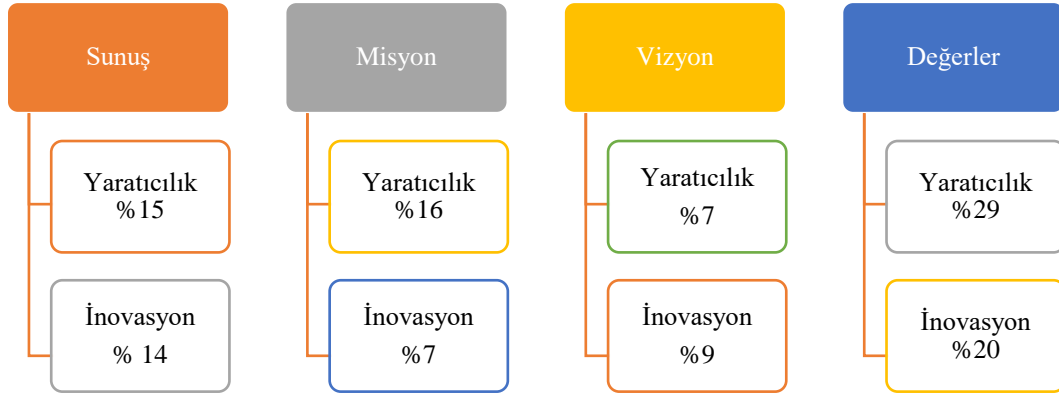 Sunuş
Yaratıcılık
%15
İnovasyon
% 14
Misyon
Yaratıcılık
%16
İnovasyon
%7
Vizyon
Yaratıcılık
%7
İnovasyon
%9
Değerler
Yaratıcılık
%29
İnovasyon
%20